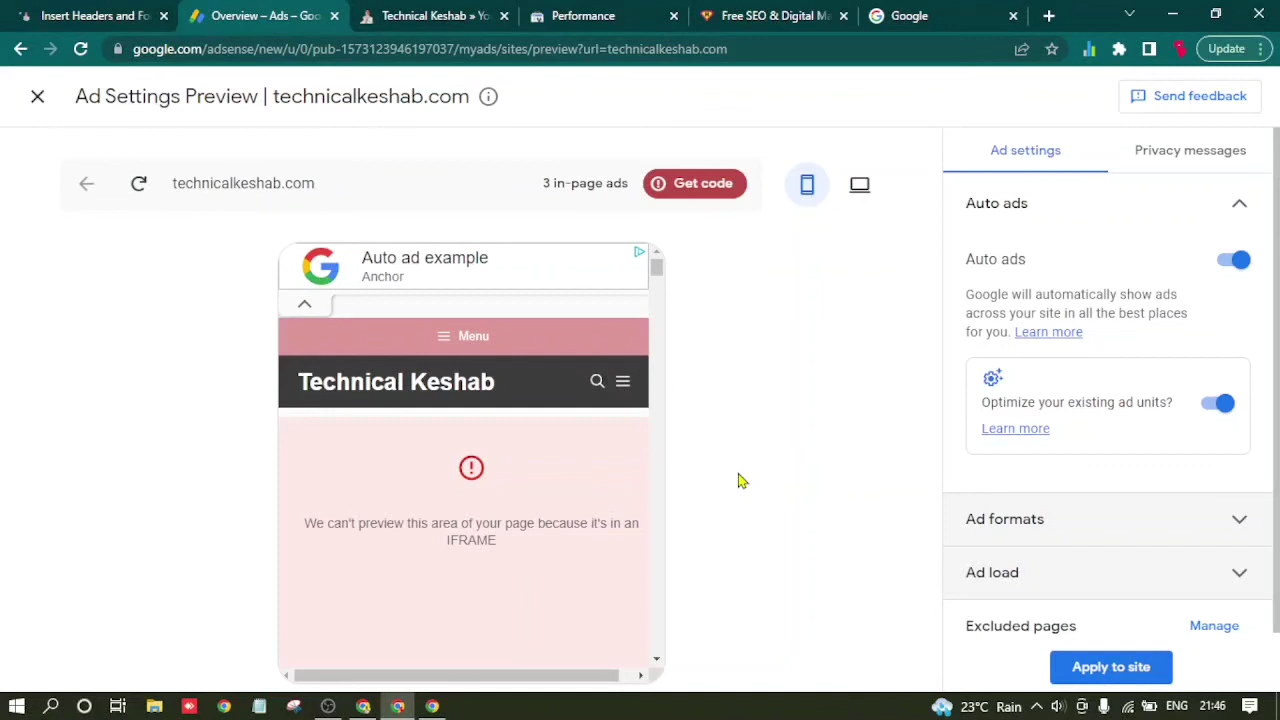 Insert Headers and Fo
Overview – Ads – Goo
Technical Keshab » Yo
Performance
Free SEO & Digital Ma
Google
google.com/adsense/new/u/0/pub-1573123946197037/myads/sites/preview?url=technicalkeshab.com
Update
Ad Settings Preview | technicalkeshab.com
Send feedback
Ad settings
Privacy messages
technicalkeshab.com
3 in-page ads
Get code
Auto ads
Auto ad example
Anchor
Auto ads
Google will automatically show ads
across your site in all the best places
for you. Learn more
Menu
Technical Keshab
Optimize your existing ad units?
Learn more
We can't preview this area of your page because it's in an
IFRAME
Ad formats
Ad load
Excluded pages
Manage
Apply to site
23°C Rain
ENG
21:46